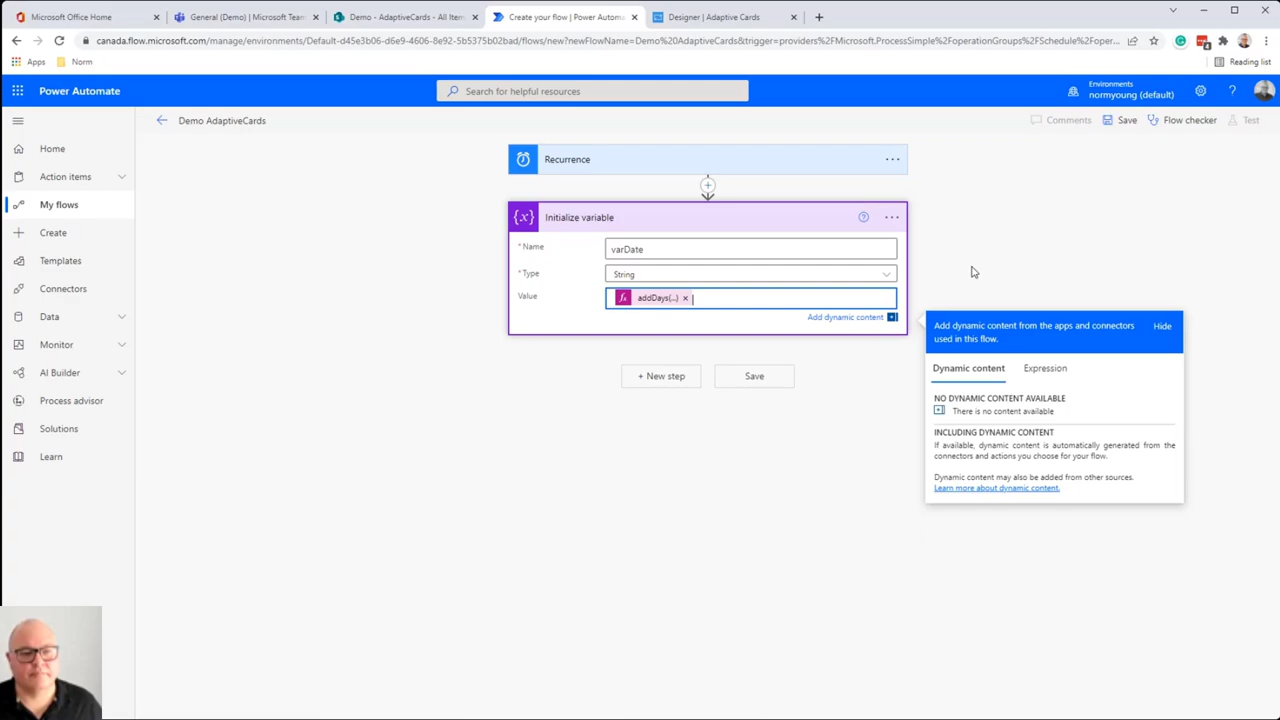 Microsoft Office Home
General (Demo) | Microsoft Team
Demo - AdaptiveCards - All Item
Create your flow | Power Automa
Designer | Adaptive Cards
canada.flow.microsoft.com/manage/environments/Default-d45e3b06-d6e9-4606-8e92-5b5375b02bad/flows/new?newFlowName=Demo%20AdaptiveCards&trigger=providers%2FMicrosoft.ProcessSimple%2FoperationGroups%2FSchedule%2Foper...
Apps
Norm
Reading list
Power Automate
Search for helpful resources
Environments
normyoung (default)
Demo AdaptiveCards
Comments
Save
Flow checker
Test
Home
Action items
My flows
Create
Templates
Connectors
Data
Monitor
AI Builder
Process advisor
Solutions
Learn
Recurrence
{x} Initialize variable
* Name
varDate
* Type
String
Value
fx addDays(...) ×
Add dynamic content
+ New step
Save
Add dynamic content from the apps and connectors
used in this flow.
Hide
Dynamic content
Expression
NO DYNAMIC CONTENT AVAILABLE
There is no content available
INCLUDING DYNAMIC CONTENT
If available, dynamic content is automatically generated from the
connectors and actions you choose for your flow.
Dynamic content may also be added from other sources.
Learn more about dynamic content.